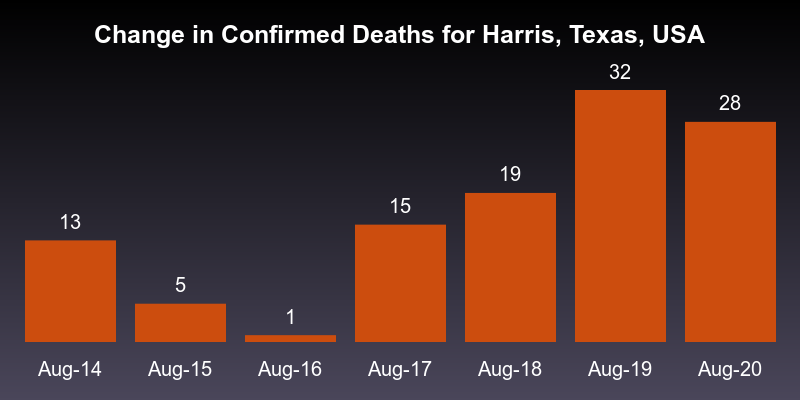 Change in Confirmed Deaths for Harris, Texas, USA
13
5
1
15
19
32
28
Aug-14
Aug-15
Aug-16
Aug-17
Aug-18
Aug-19
Aug-20